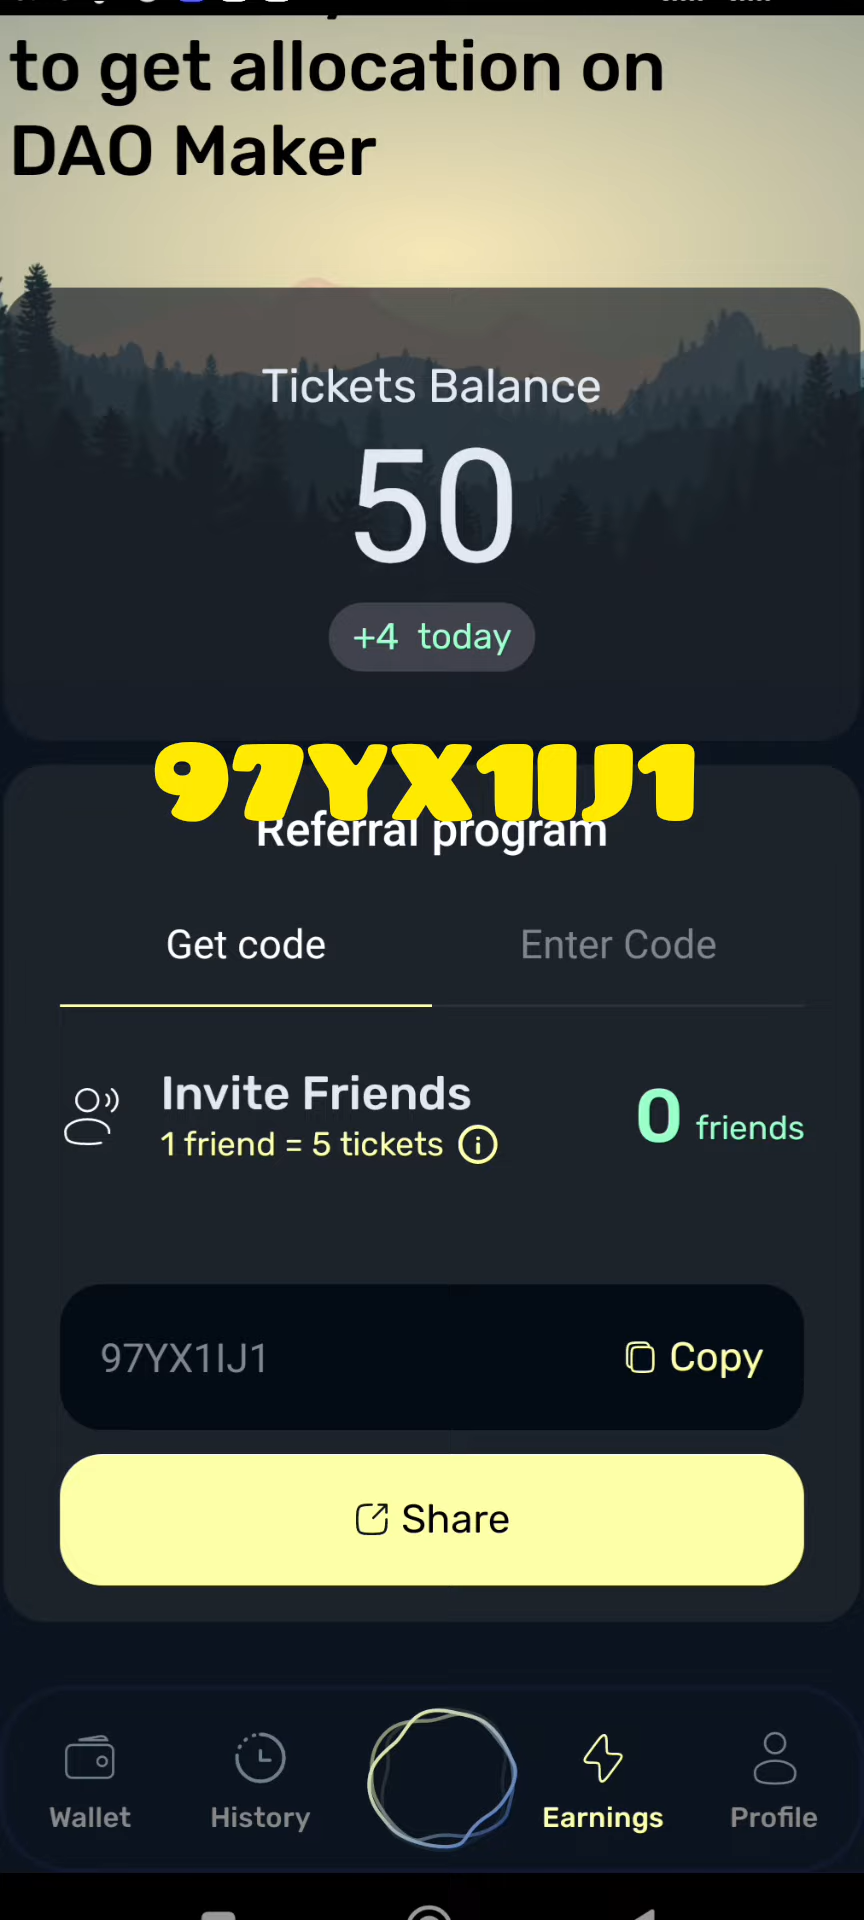 to get allocation on
DAO Maker
Tickets Balance
50
+4 today
97YX1IJ1
Referral program
Get code
Enter Code
Invite Friends
1 friend = 5 tickets
0 friends
97YX1IJ1
Copy
Share
Wallet
History
Earnings
Profile